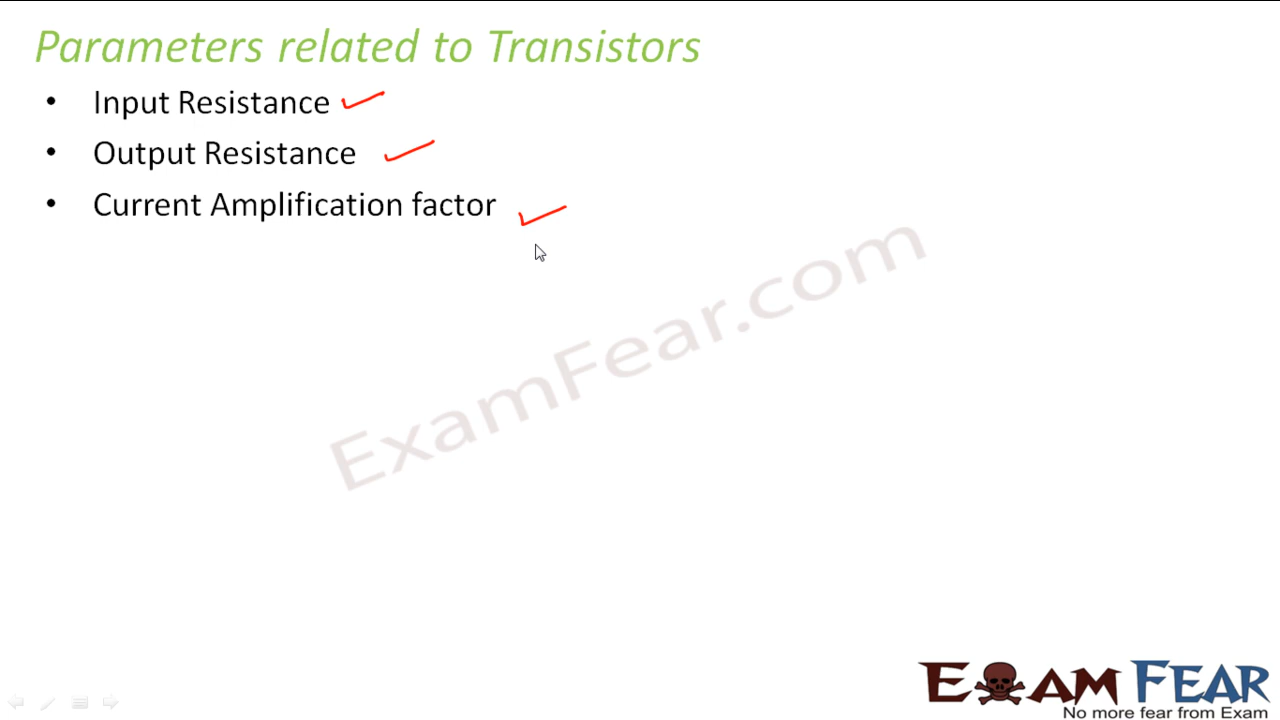 Parameters related to Transistors
• Input Resistance
• Output Resistance
• Current Amplification factor
ExamFear.com
EXAM FEAR
No more fear from Exam